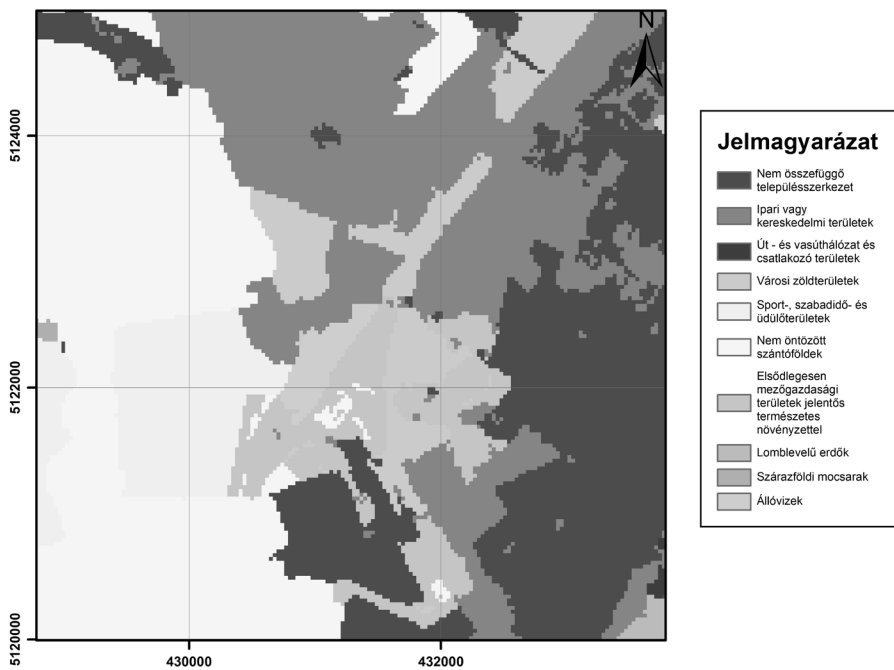 N
5124000
5122000
5120000
430000
432000
Jelmagyarázat
Nem összefüggő
településszerkezet
Ipari vagy
kereskedelmi területek
Út - és vasúthálózat és
csatlakozó területek
Városi zöldterületek
Sport-, szabadidő- és
üdülőterületek
Nem öntözött
szántóföldek
Elsődlegesen
mezőgazdasági
területek jelentős
természetes
növényzettel
Lomblevelű erdők
Szárazföldi mocsarak
Állóvizek